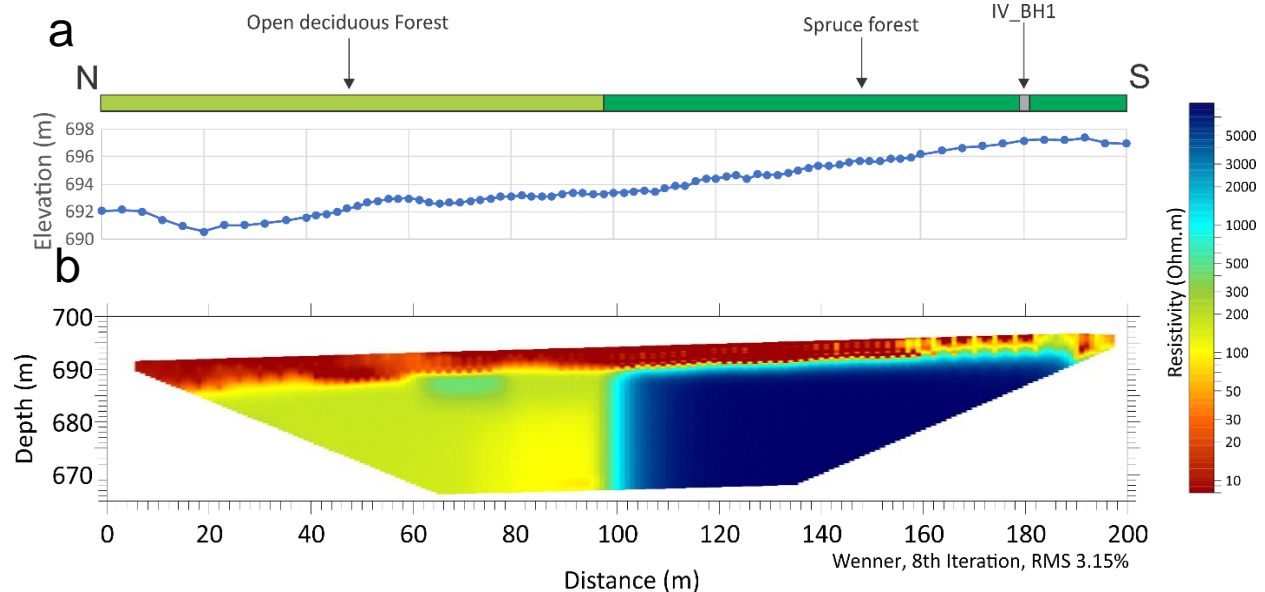 a
Open deciduous Forest
Spruce forest
IV_BH1
N
S
Elevation (m)
698
696
694
692
690
b
Depth (m)
700
690
680
670
0 20 40 60 80 100 120 140 160 180 200
Wenner, 8th Iteration, RMS 3.15%
Distance (m)
Resistivity (Ohm.m)
5000
3000
2000
1000
500
300
200
100
50
30
20
10